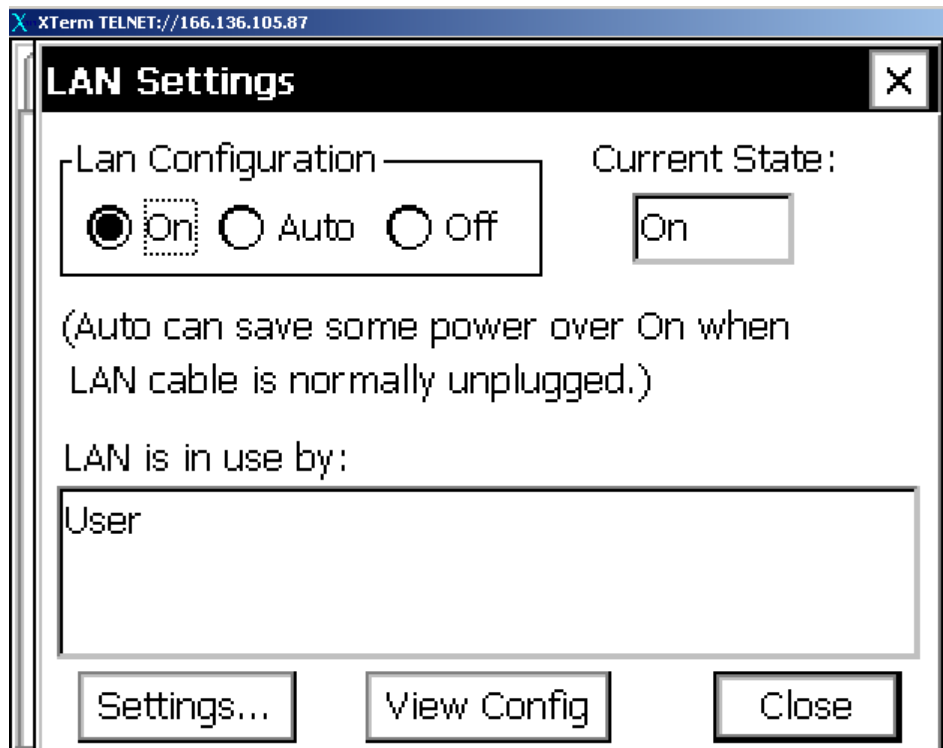 XTerm TELNET://166.136.105.87
LAN Settings
Lan Configuration
Current State:
On Auto Off
On
(Auto can save some power over On when
LAN cable is normally unplugged.)
LAN is in use by:
User
Settings... View Config Close